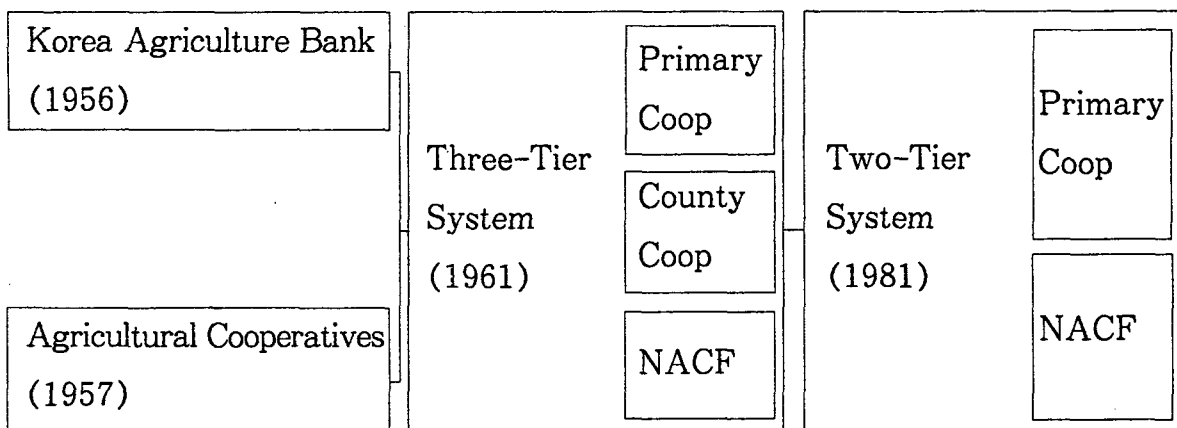 Korea Agriculture Bank
(1956)
Agricultural Cooperatives
(1957)
Three-Tier
System
(1961)
Primary
Coop
County
Coop
NACF
Two-Tier
System
(1981)
Primary
Coop
NACF